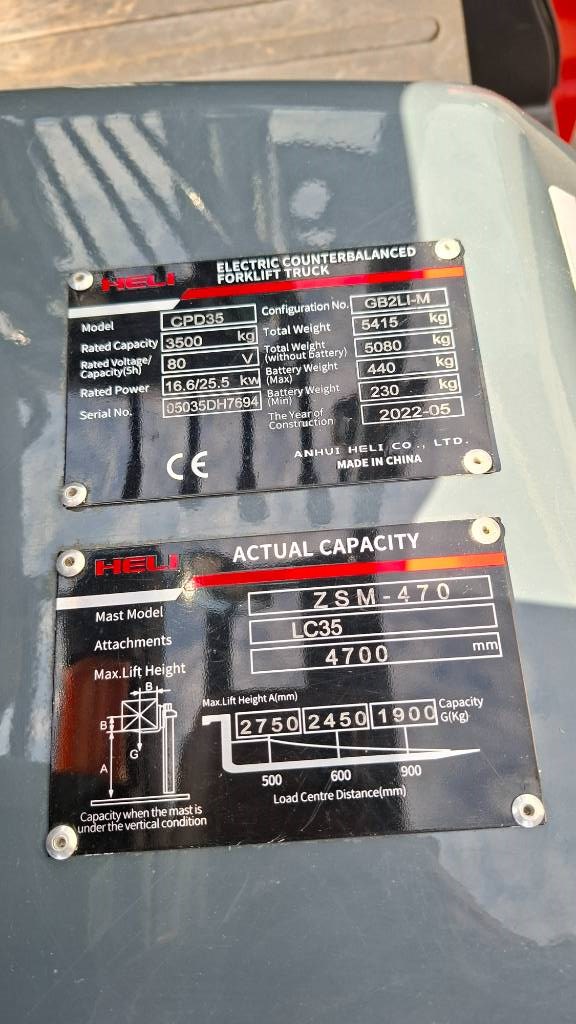 HELI
ELECTRIC COUNTERBALANCED
FORKLIFT TRUCK
Model CPD35
Rated Capacity 3500 kg
Rated Voltage/
Capacity(5h) 80 V
Rated Power 16.6/25.5 kw
Serial No. 05035DH7694
Configuration No. GB2LI-M
Total Weight 5415 kg
Total Weight
(without battery) 5080 kg
Battery Weight
(Max) 440 kg
Battery Weight
(Min) 230 kg
The Year of
Construction 2022-05
CE
ANHUI HELI CO., LTD.
MADE IN CHINA
HELI
ACTUAL CAPACITY
Mast Model ZSM-470
Attachments LC35
Max.Lift Height 4700 mm
Max.Lift Height A(mm)
2750 2450 1900
Capacity
G(Kg)
500 600 900
Load Centre Distance(mm)
B
B
G
A
Capacity when the mast is
under the vertical condition